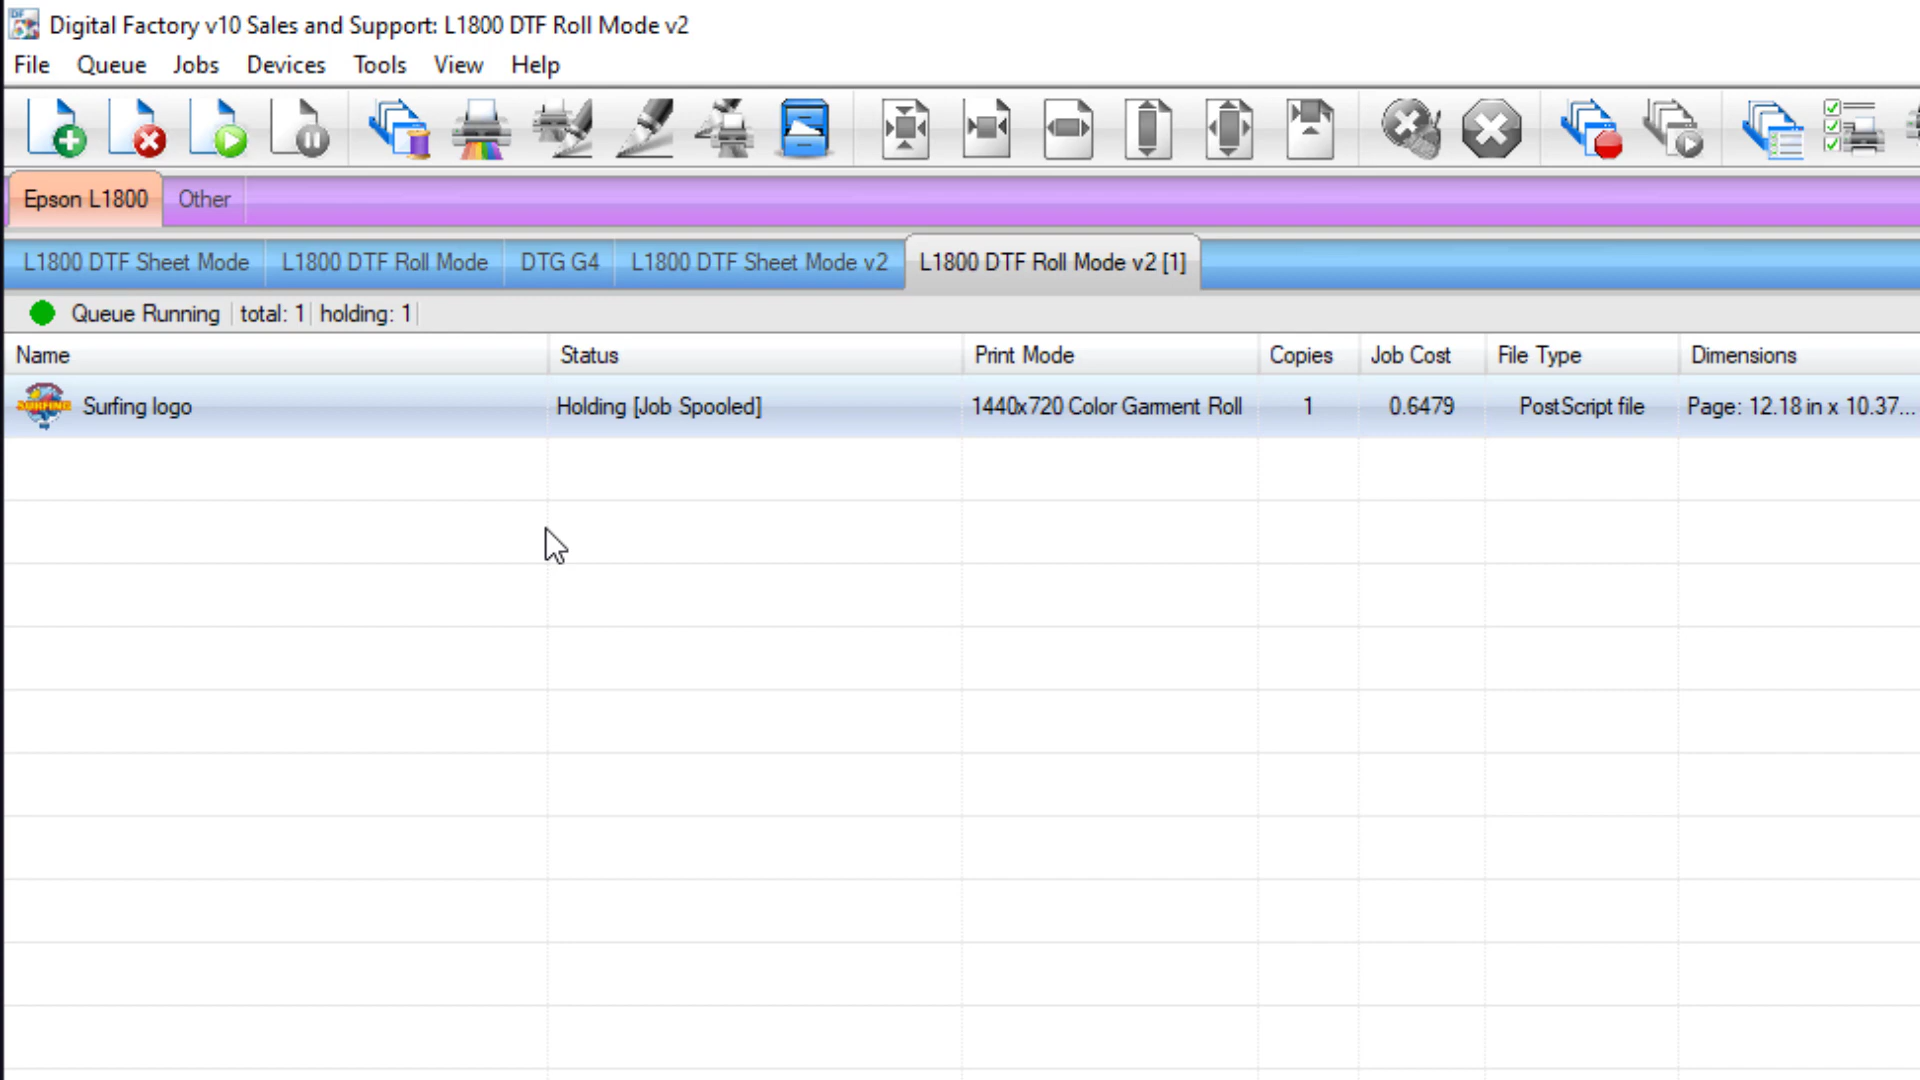 Digital Factory v10 Sales and Support: L1800 DTF Roll Mode v2
File Queue Jobs Devices Tools View Help
Epson L1800 Other
L1800 DTF Sheet Mode L1800 DTF Roll Mode DTG G4 L1800 DTF Sheet Mode v2 L1800 DTF Roll Mode v2 [1]
Queue Running total: 1 holding: 1
Name Status Print Mode Copies Job Cost File Type Dimensions
SURFING Surfing logo Holding [Job Spooled] 1440x720 Color Garment Roll 1 0.6479 PostScript file Page: 12.18 in x 10.37...